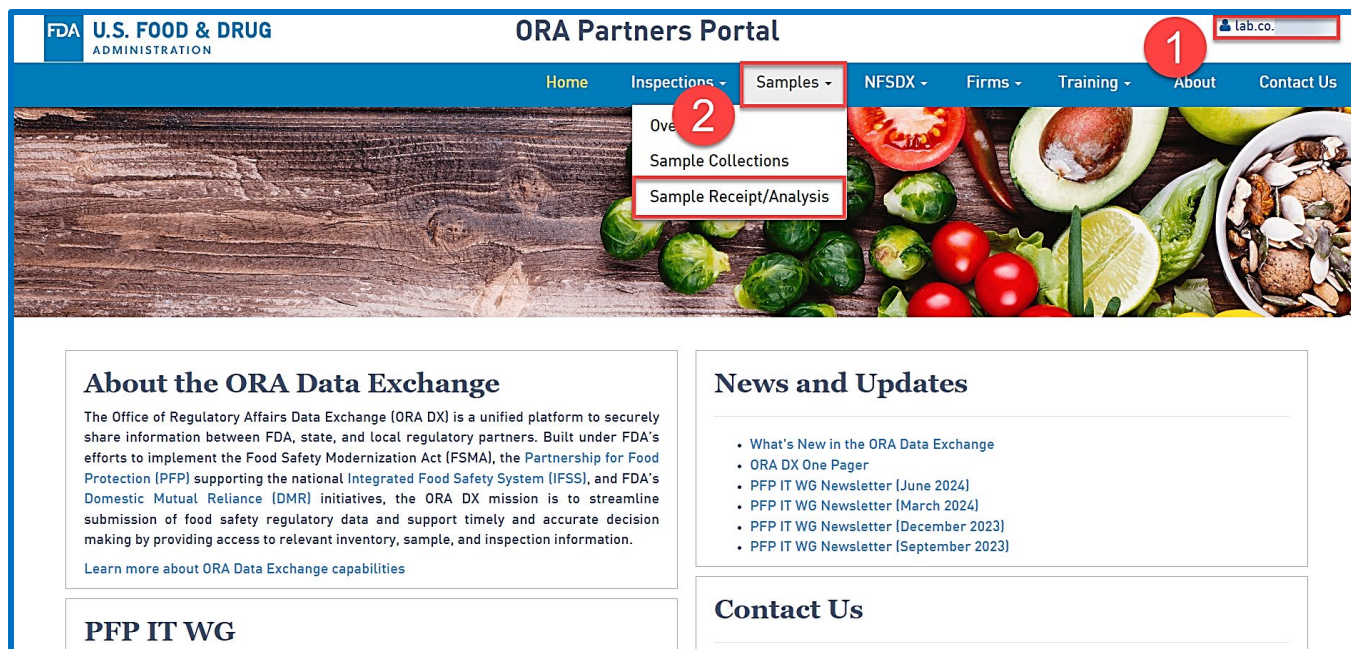 FDA U.S. FOOD & DRUG
ADMINISTRATION
ORA Partners Portal
lab.co.
1
Home Inspections Samples NFSDX Firms Training About Contact Us
2
Sample Collections
Sample Receipt/Analysis
About the ORA Data Exchange
The Office of Regulatory Affairs Data Exchange (ORA DX) is a unified platform to securely
share information between FDA, state, and local regulatory partners. Built under FDA's
efforts to implement the Food Safety Modernization Act (FSMA), the Partnership for Food
Protection (PFP) supporting the national Integrated Food Safety System (IFSS), and FDA's
Domestic Mutual Reliance (DMR) initiatives, the ORA DX mission is to streamline
submission of food safety regulatory data and support timely and accurate decision
making by providing access to relevant inventory, sample, and inspection information.
Learn more about ORA Data Exchange capabilities
PFP IT WG
News and Updates
• What's New in the ORA Data Exchange
• ORA DX One Pager
• PFP IT WG Newsletter (June 2024)
• PFP IT WG Newsletter (March 2024)
• PFP IT WG Newsletter (December 2023)
• PFP IT WG Newsletter (September 2023)
Contact Us